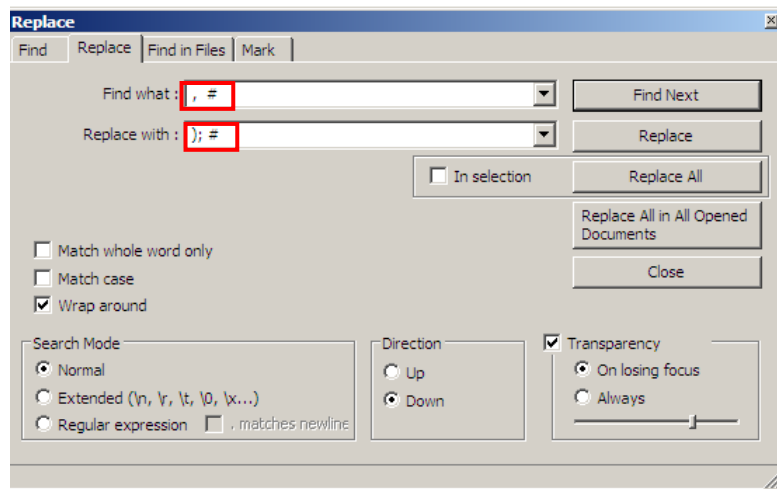 Replace
Find Replace Find in Files Mark
Find what : , # Find Next
Replace with : ); # Replace
In selection Replace All
Replace All in All Opened
Documents
Match whole word only
Close
Match case
Wrap around
Search Mode Direction Transparency
Normal Up On losing focus
Extended (\n, \r, \t, \0, \x...) Down Always
Regular expression . matches newline